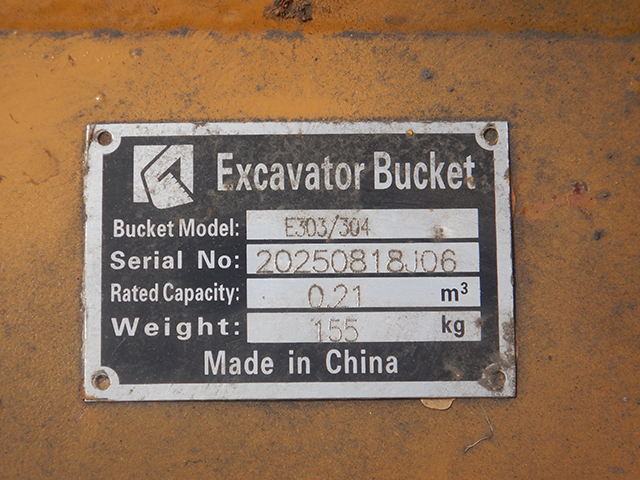 Excavator Bucket
Bucket Model: E303/304
Serial No: 20250818J06
Rated Capacity: 0.21 m³
Weight: 155 kg
Made in China